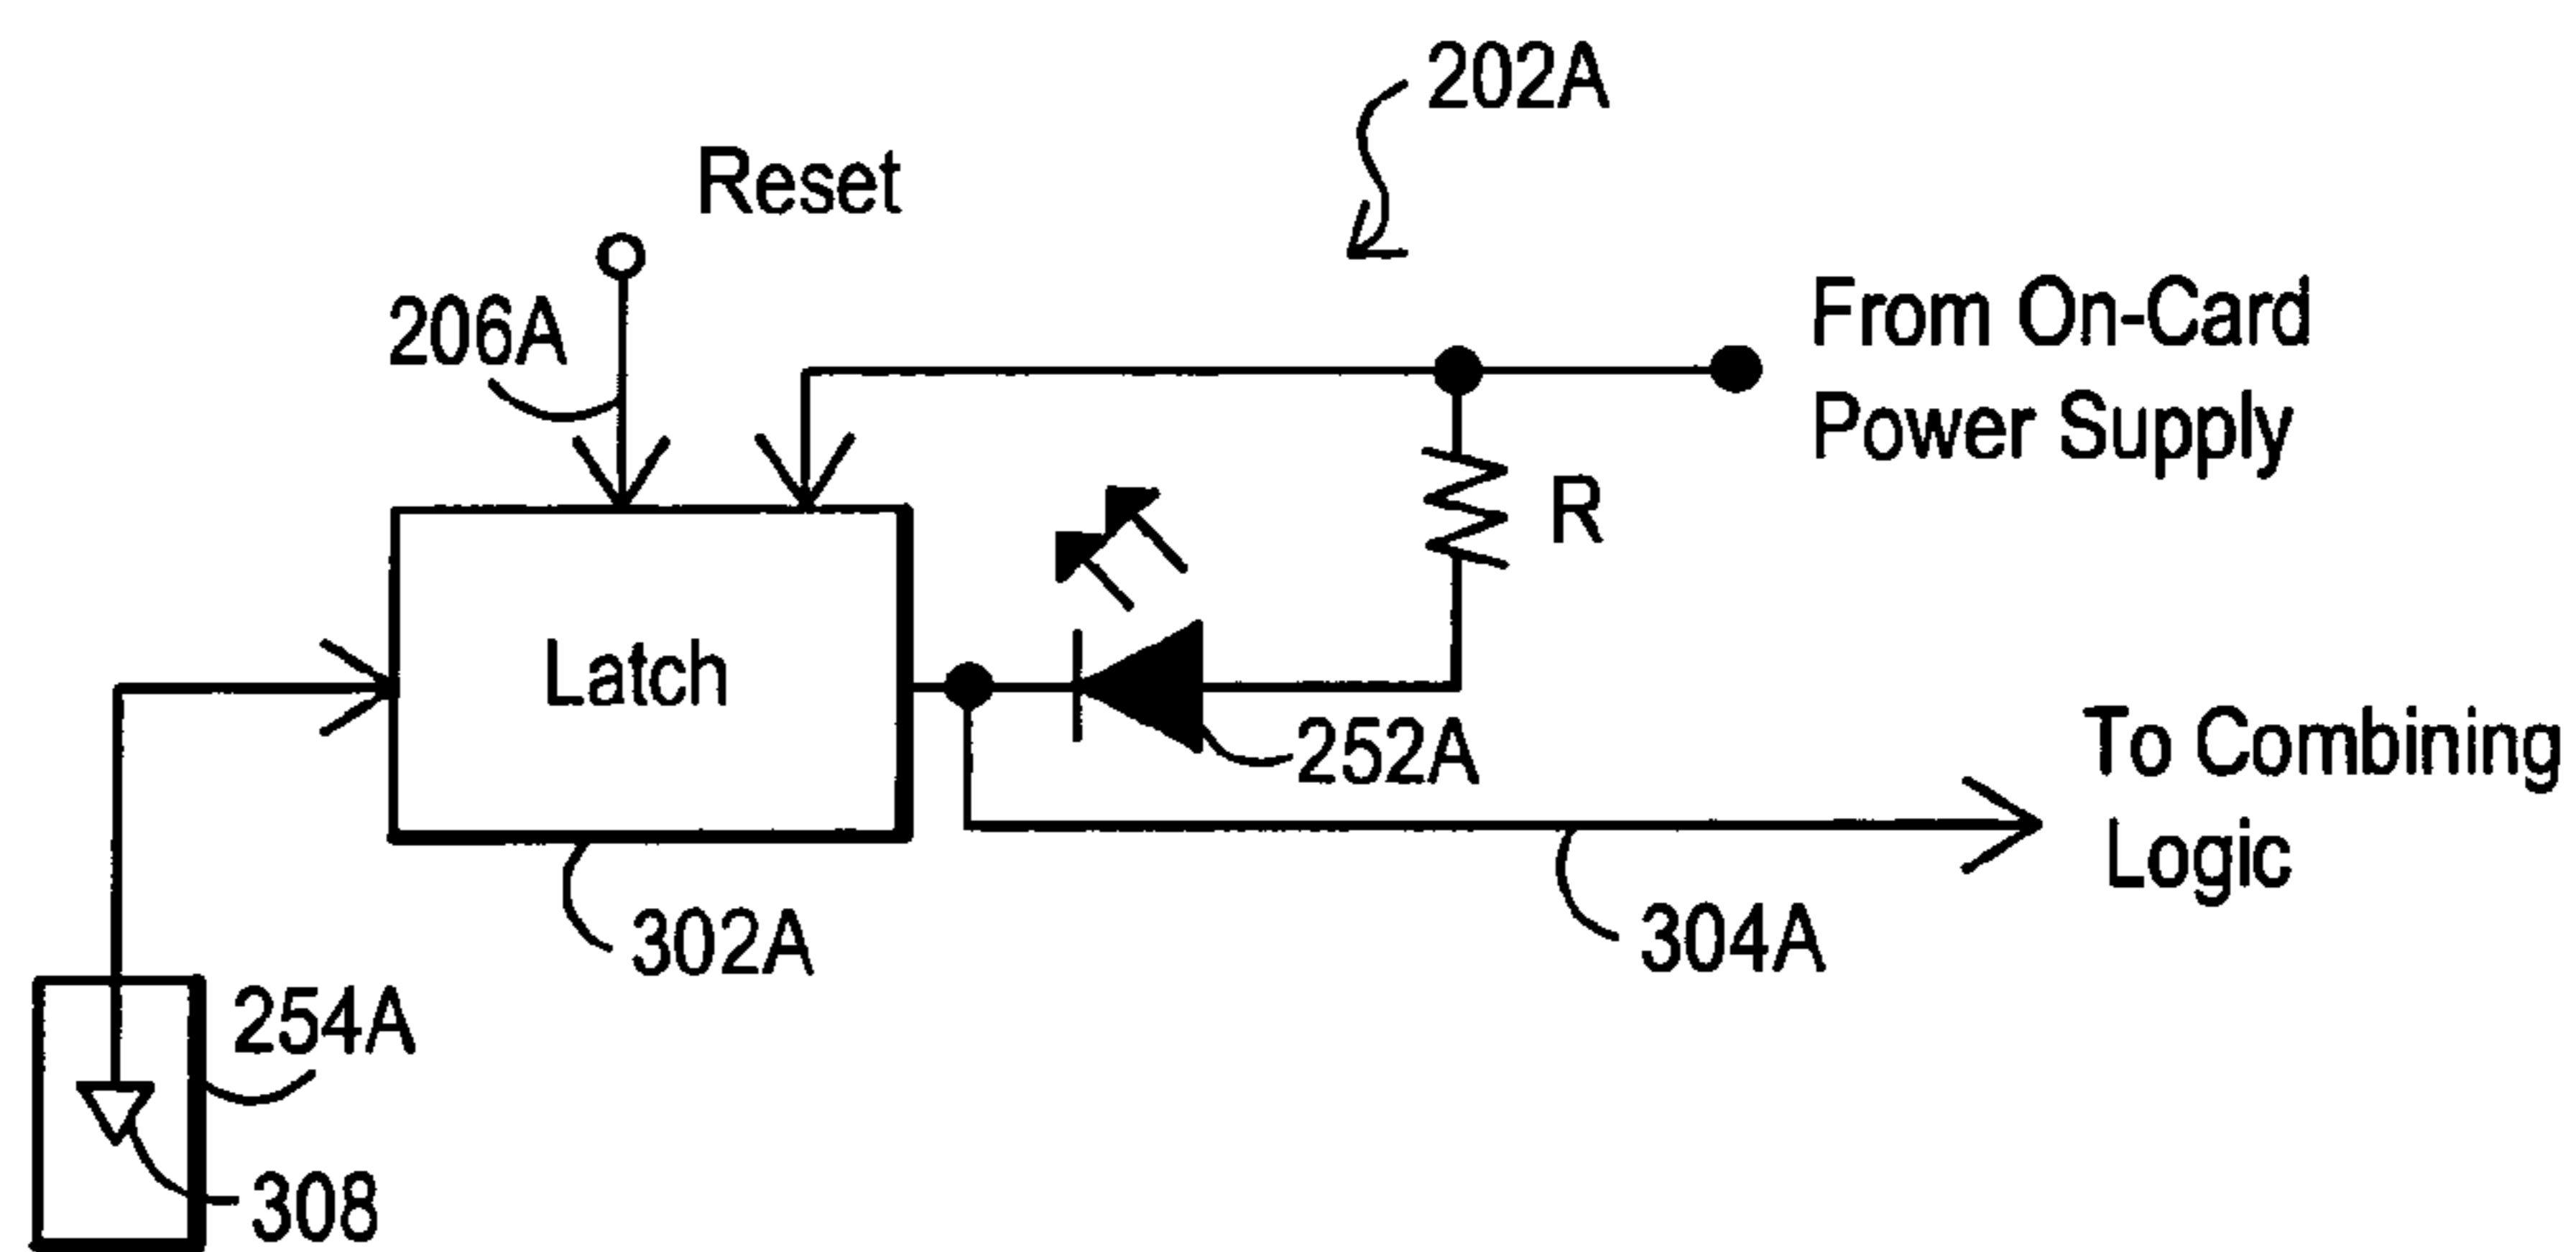 202A
Reset
206A
From On-Card
Power Supply
R
Latch
252A
To Combining
Logic
302A
304A
254A
308